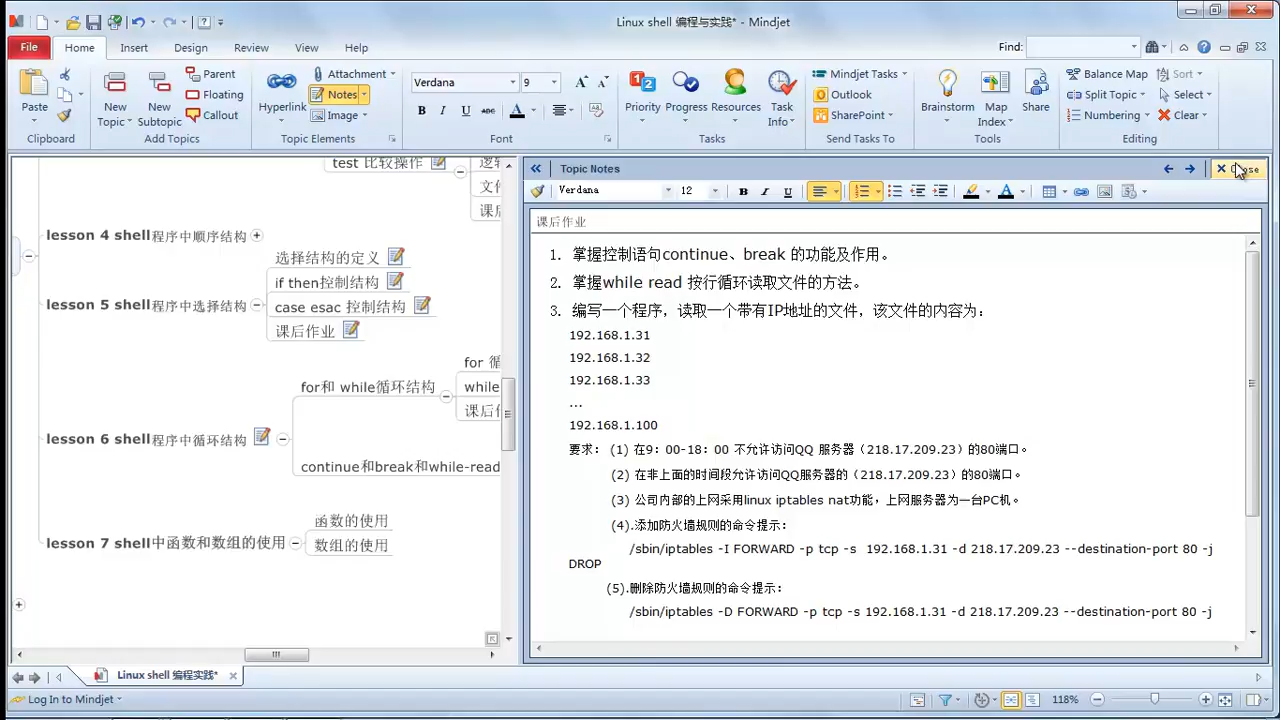 Linux shell 编程与实践* - Mindjet
File
Home
Insert
Design
Review
View
Help
Find:
Paste
New Topic
New Subtopic
Parent
Floating
Callout
Hyperlink
Attachment
Notes
Image
Verdana
9
B I U abc A
Priority
Progress
Resources
Task Info
Mindjet Tasks
Outlook
SharePoint
Brainstorm
Map Index
Share
Balance Map
Split Topic
Numbering
Sort
Select
Clear
Clipboard
Add Topics
Topic Elements
Font
Tasks
Send Tasks To
Tools
Editing
test 比较操作
逻
文
课
lesson 4 shell程序中顺序结构
lesson 5 shell程序中选择结构
选择结构的定义
if then控制结构
case esac 控制结构
课后作业
lesson 6 shell程序中循环结构
for和 while循环结构
for 循
while
课后
continue和break和while-read
lesson 7 shell中函数和数组的使用
函数的使用
数组的使用
Topic Notes
Verdana
12
B I U
课后作业
1. 掌握控制语句continue、break 的功能及作用。
2. 掌握while read 按行循环读取文件的方法。
3. 编写一个程序，读取一个带有IP地址的文件，该文件的内容为：
192.168.1.31
192.168.1.32
192.168.1.33
...
192.168.1.100
要求：(1) 在9：00-18：00 不允许访问QQ 服务器（218.17.209.23）的80端口。
(2) 在非上面的时间段允许访问QQ服务器的（218.17.209.23）的80端口。
(3) 公司内部的上网采用linux iptables nat功能，上网服务器为一台PC机。
(4).添加防火墙规则的命令提示：
/sbin/iptables -I FORWARD -p tcp -s 192.168.1.31 -d 218.17.209.23 --destination-port 80 -j
DROP
(5).删除防火墙规则的命令提示：
/sbin/iptables -D FORWARD -p tcp -s 192.168.1.31 -d 218.17.209.23 --destination-port 80 -j
Linux shell 编程实践*
Log In to Mindjet
118%